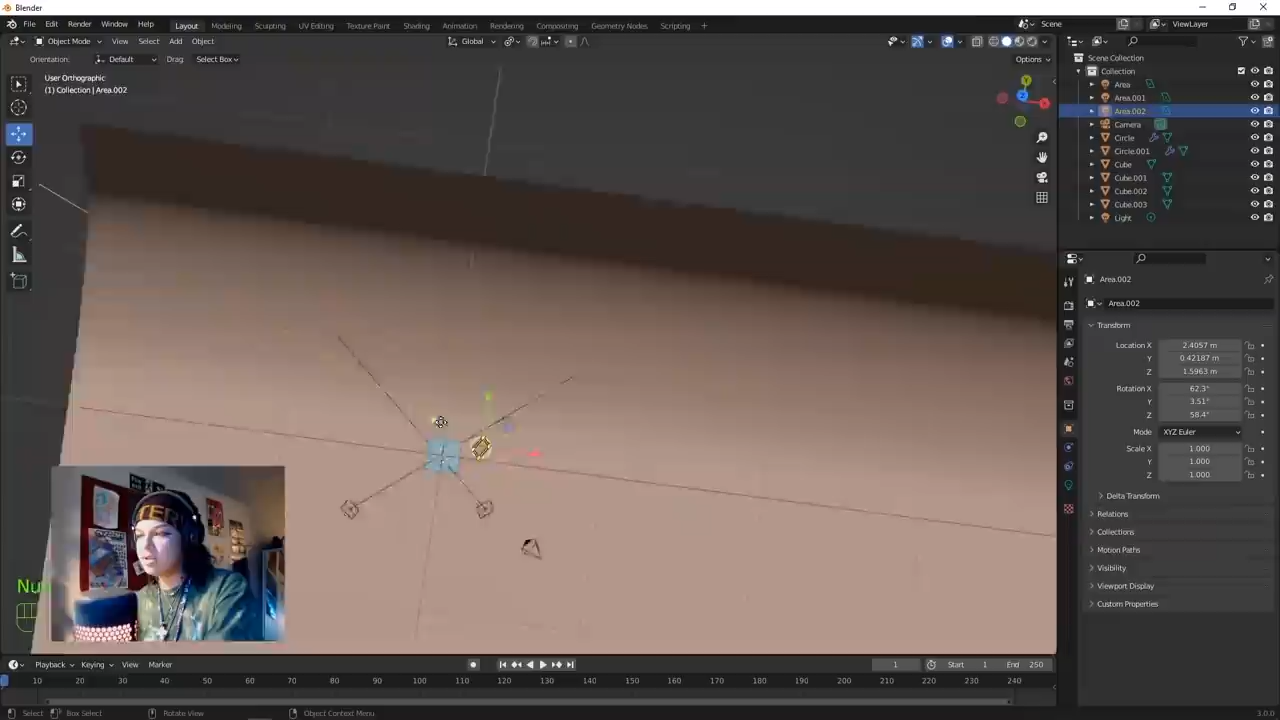 Blender
File Edit Render Window Help Layout Modeling Sculpting UV Editing Texture Paint Shading Animation Rendering Compositing Geometry Nodes Scripting + Scene ViewLayer
Object Mode View Select Add Object Global
Orientation: Default Drag: Select Box Options
User Orthographic
(1) Collection | Area.002
Y
Z
X
Scene Collection
Collection
Area
Area.001
Area.002
Camera
Circle
Circle.001
Cube
Cube.001
Cube.002
Cube.003
Light
Area.002
Area.002
Transform
Location X 2.4057 m
Y 0.42187 m
Z 1.5963 m
Rotation X 62.3°
Y 3.51°
Z 58.4°
Mode XYZ Euler
Scale X 1.000
Y 1.000
Z 1.000
Delta Transform
Relations
Collections
Motion Paths
Visibility
Viewport Display
Custom Properties
Playback Keying View Marker 1 Start 1 End 250
10 20 30 40 50 60 70 80 90 100 110 120 130 140 150 160 170 180 190 200 210 220 230 240
Select Box Select Rotate View Object Context Menu 3.0.0